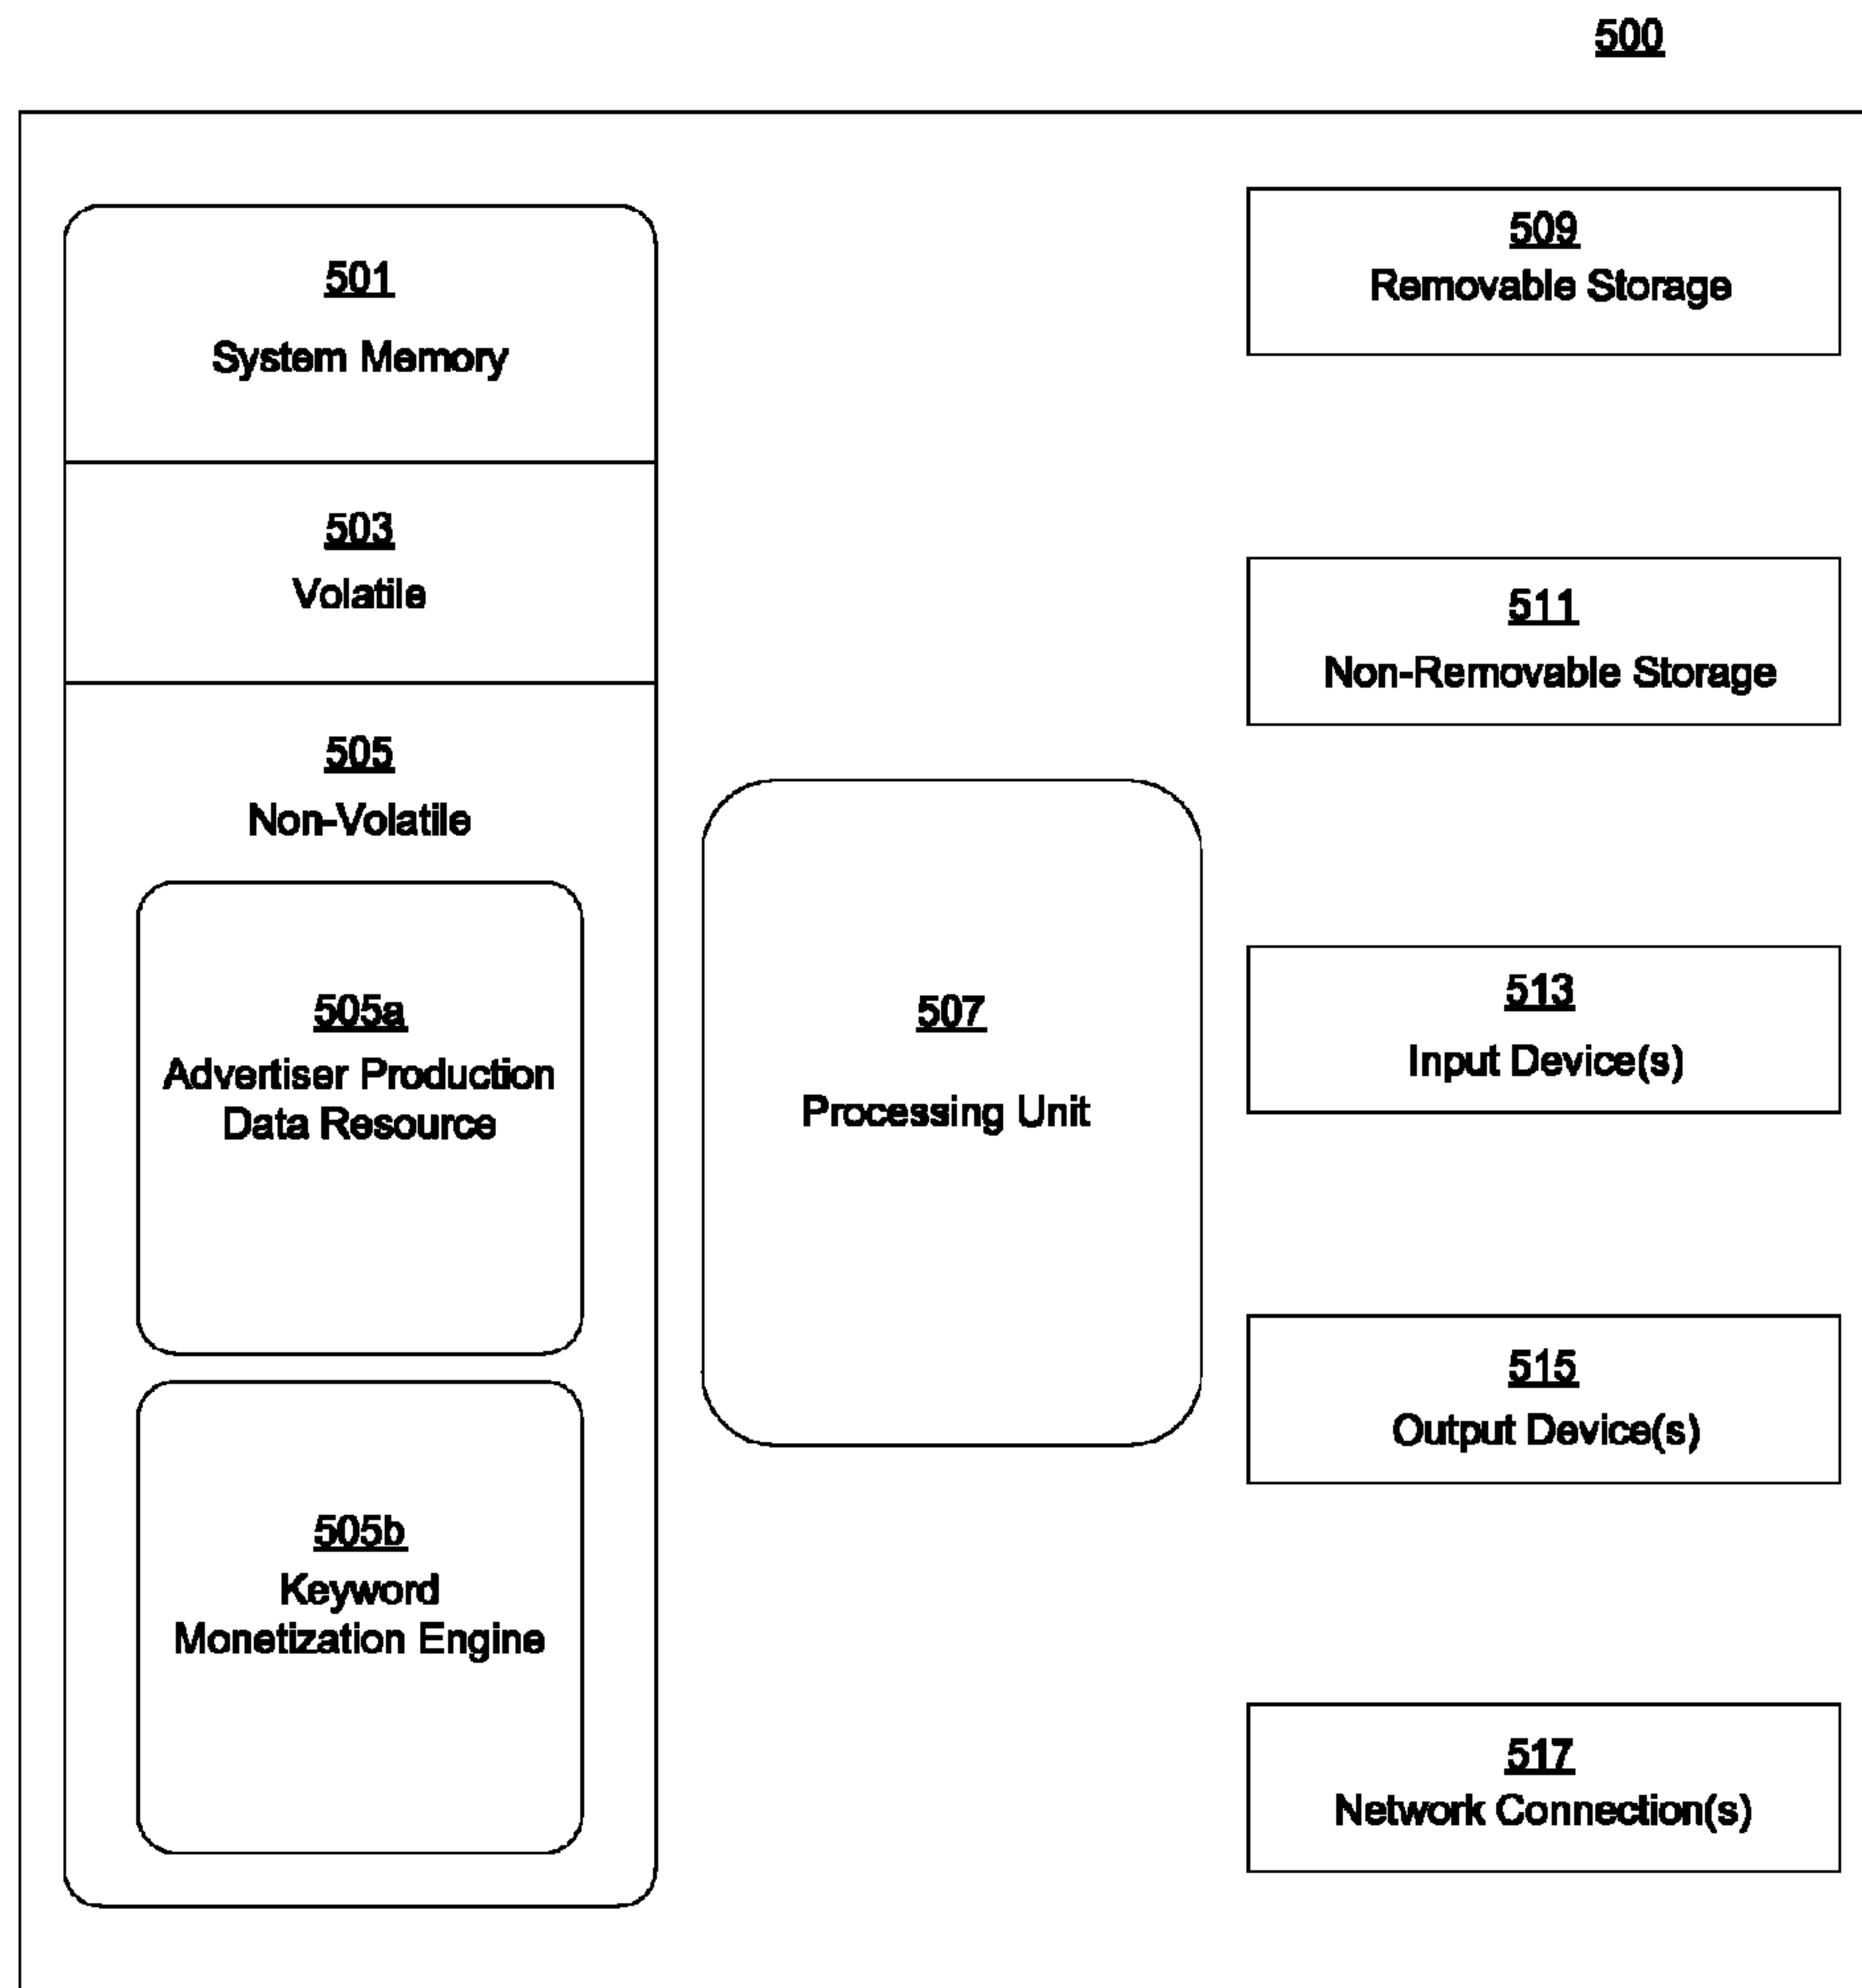 500
501
System Memory
503
Volatile
505
Non-Volatile
505a
Advertiser Production
Data Resource
505b
Keyword
Monetization Engine
507
Processing Unit
509
Removable Storage
511
Non-Removable Storage
513
Input Device(s)
515
Output Device(s)
517
Network Connection(s)